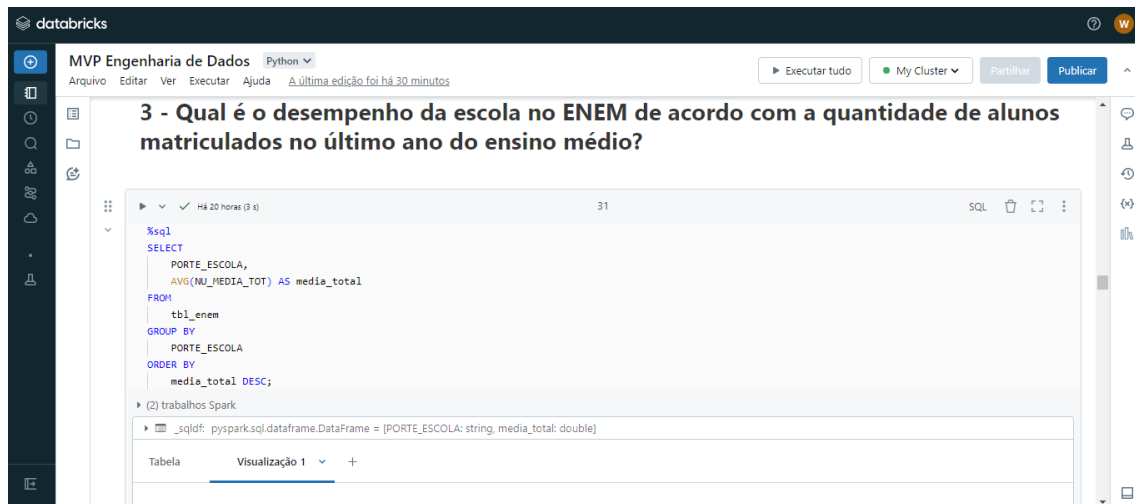 databricks
W
MVP Engenharia de Dados Python
Arquivo Editar Ver Executar Ajuda A última edição foi há 30 minutos
Executar tudo
My Cluster
Partilhar
Publicar
3 - Qual é o desempenho da escola no ENEM de acordo com a quantidade de alunos
matriculados no último ano do ensino médio?
Há 20 horas (3 s)
31
SQL
%sql
SELECT
PORTE_ESCOLA,
AVG(NU_MEDIA_TOT) AS media_total
FROM
tbl_enem
GROUP BY
PORTE_ESCOLA
ORDER BY
media_total DESC;
(2) trabalhos Spark
_sqldf: pyspark.sql.dataframe.DataFrame = [PORTE_ESCOLA: string, media_total: double]
Tabela Visualização 1 +